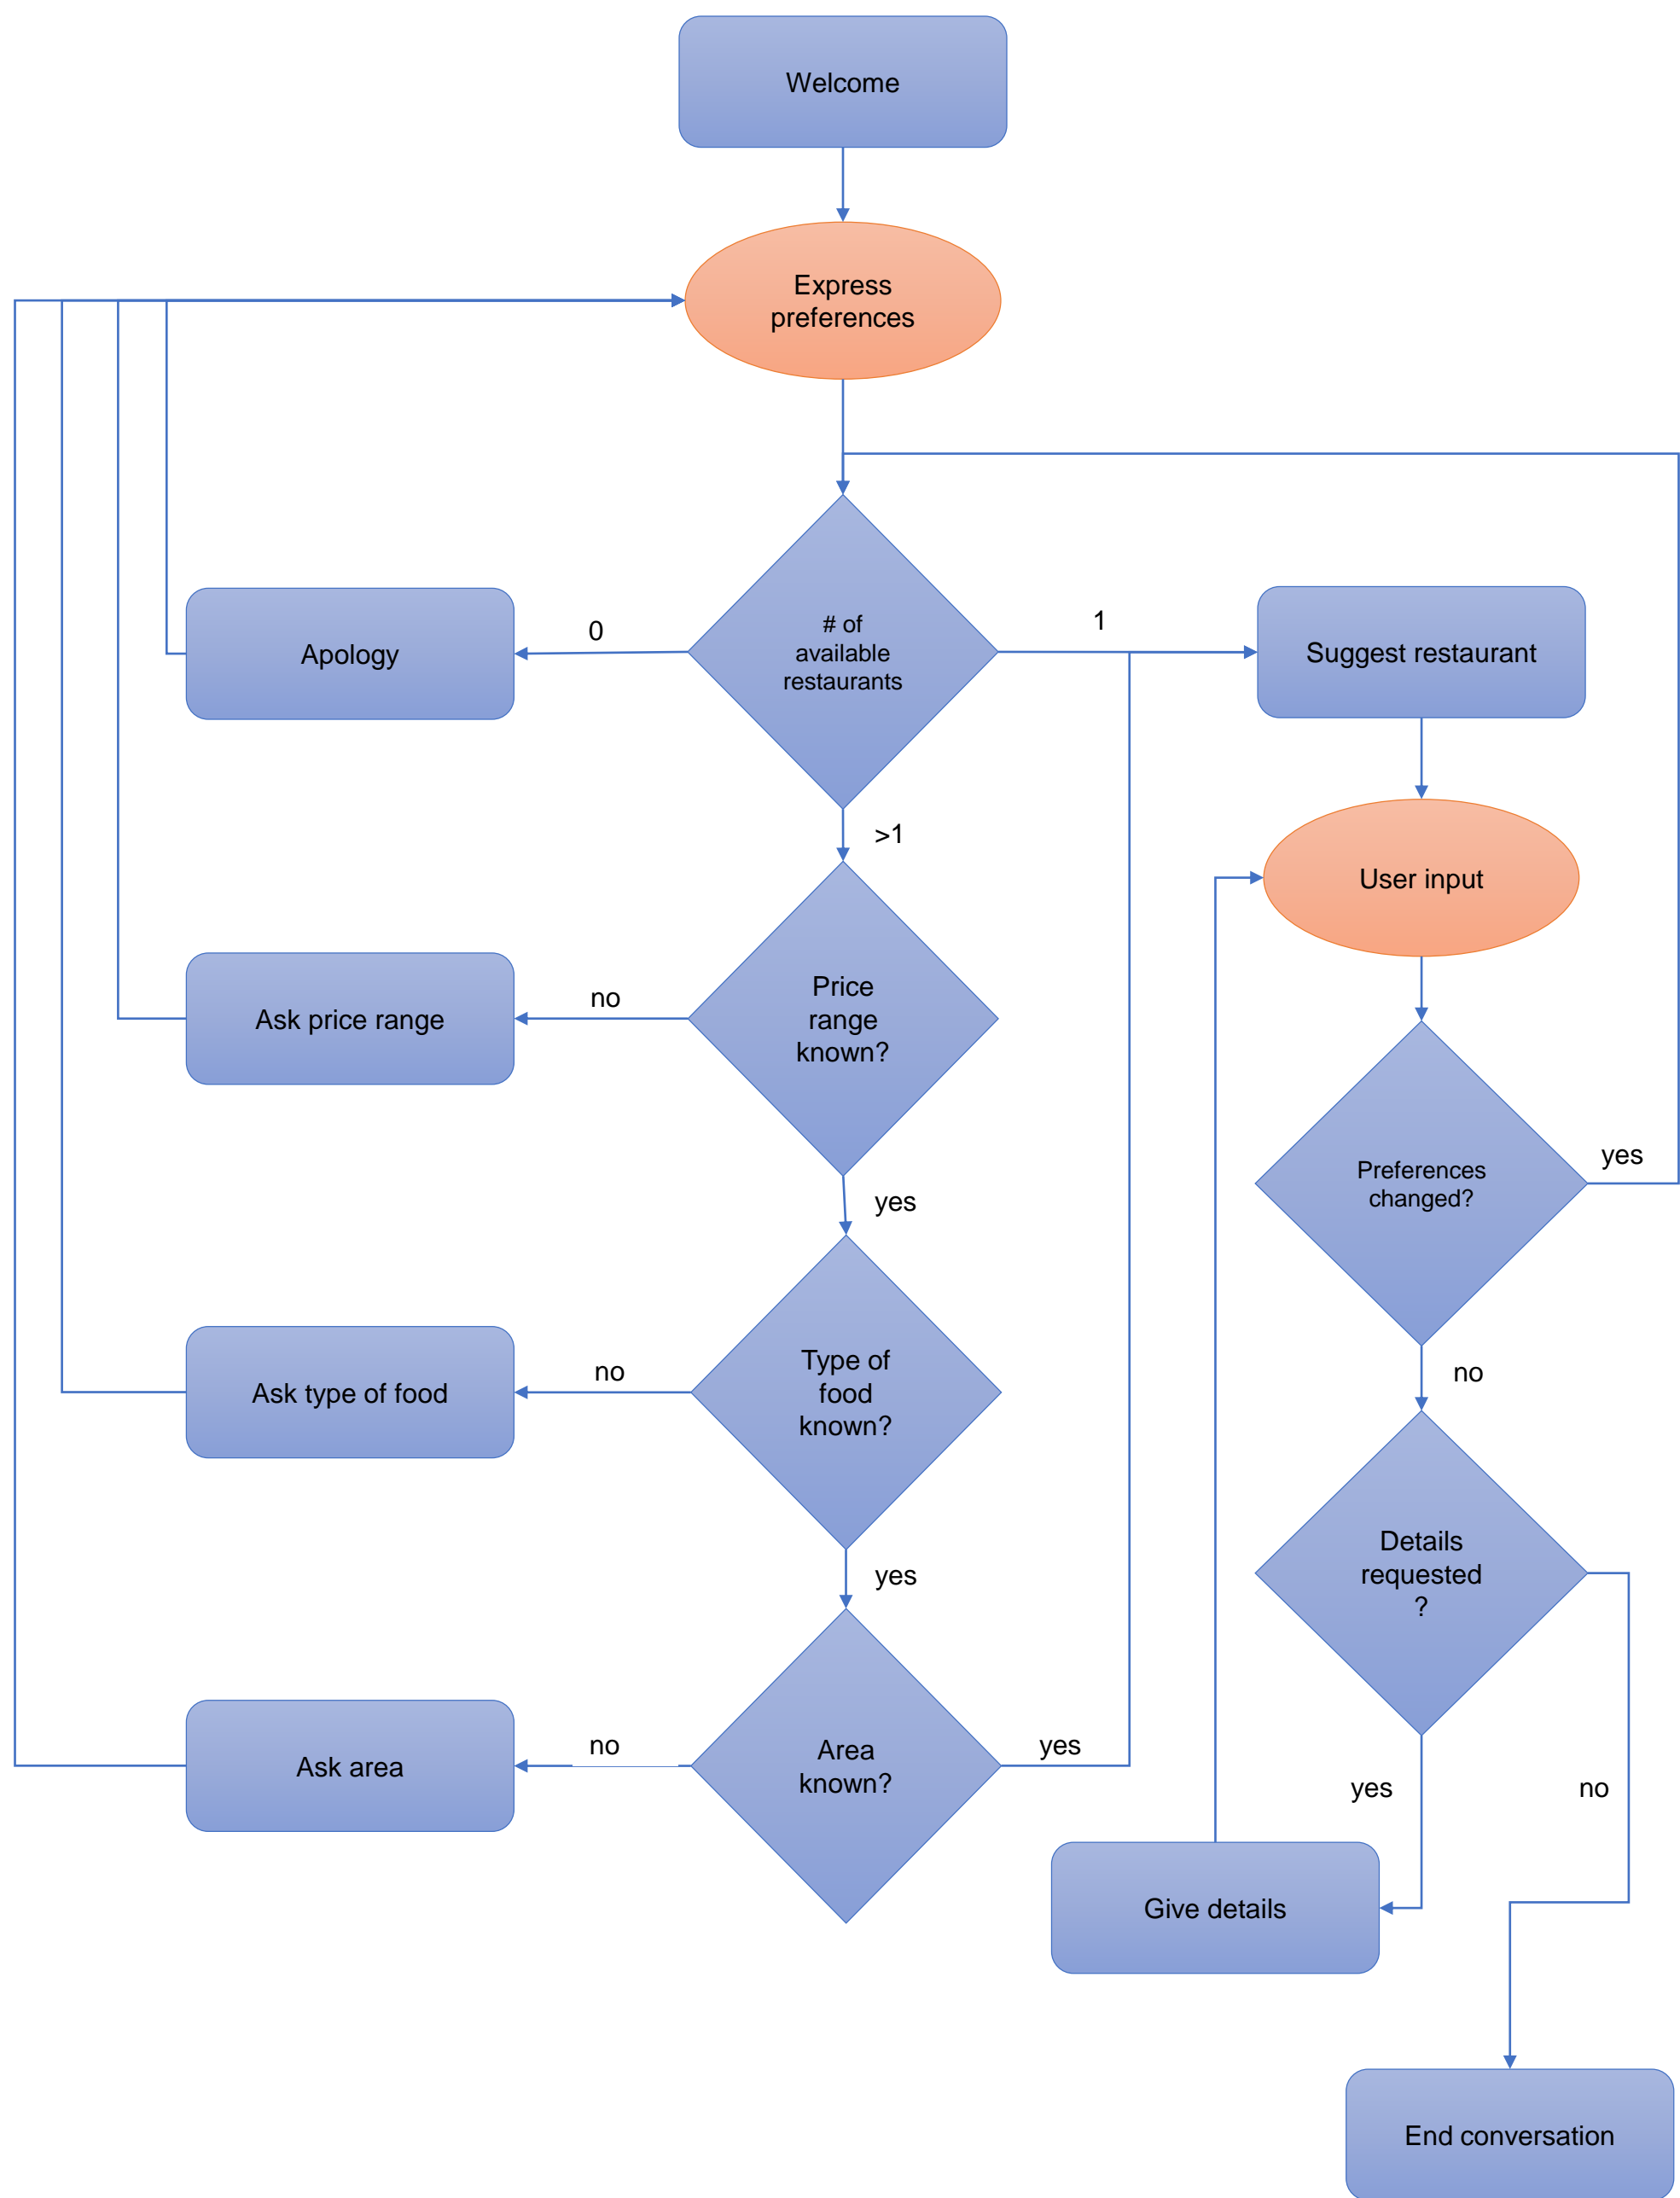 Welcome
Express
preferences
# of
available
restaurants
0
1
Apology
Suggest restaurant
>1
User input
Price
range
known?
no
Ask price range
yes
Preferences
changed?
yes
no
Type of
food
known?
no
Ask type of food
yes
Details
requested
?
Area
known?
no
yes
Ask area
yes
no
Give details
End conversation